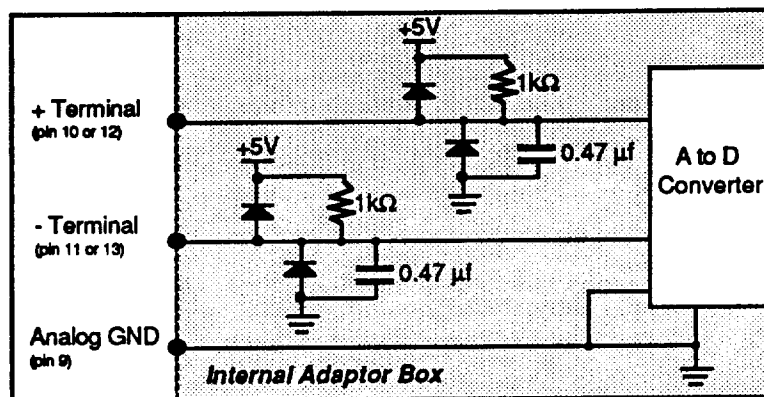 +5V
1kΩ
+ Terminal
(pin 10 or 12)
0.47 µf
A to D
Converter
+5V
1kΩ
- Terminal
(pin 11 or 13)
0.47 µf
Analog GND
(pin 9)
Internal Adaptor Box